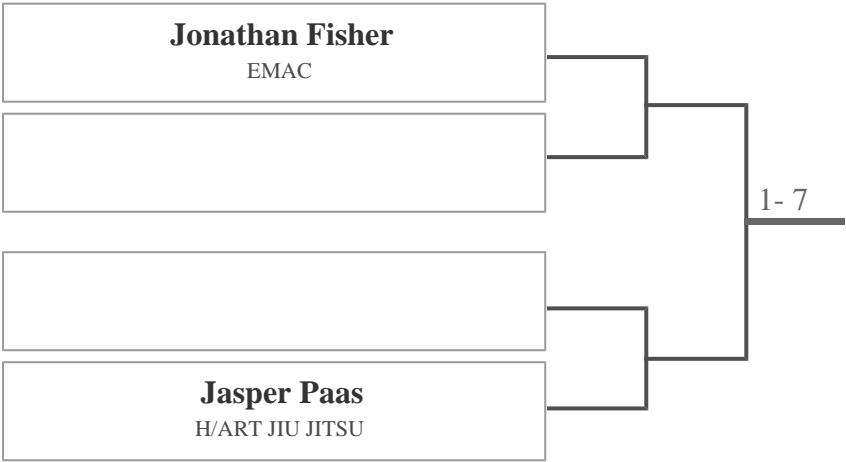 Jonathan Fisher
EMAC
1- 7
Jasper Paas
H/ART JIU JITSU